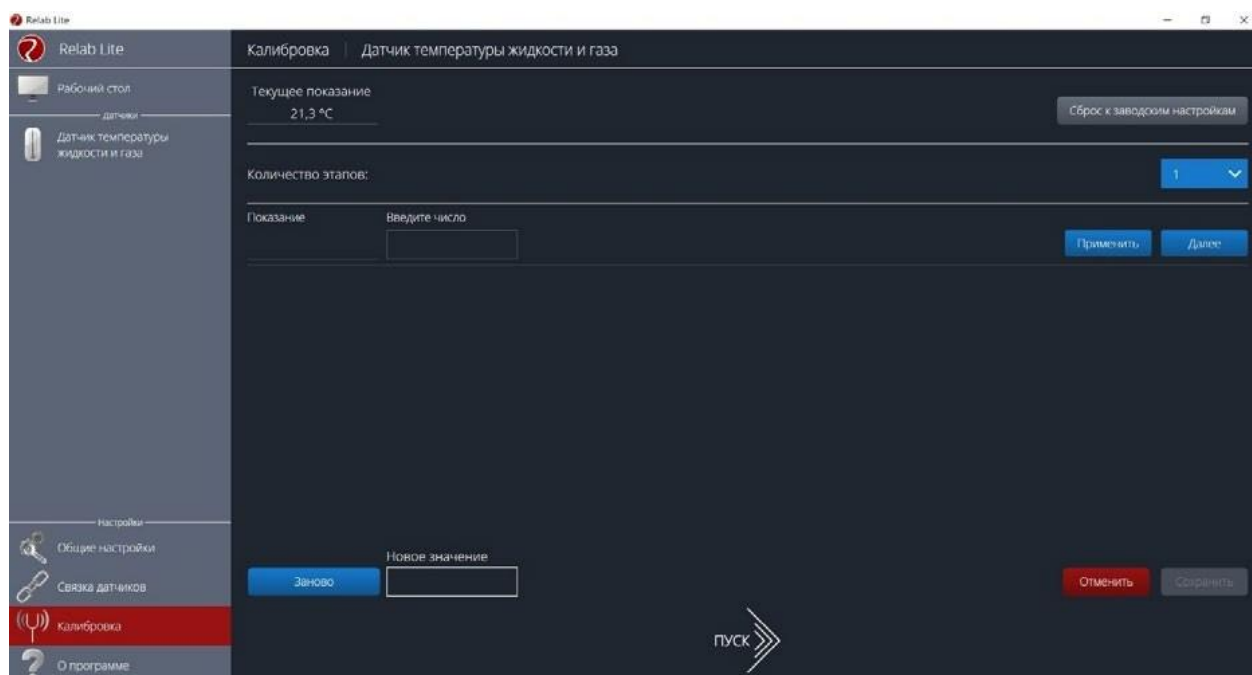 Relab Lite
Relab Lite
Рабочий стол
Датчики
Датчик температуры
жидкости и газа
Настройки
Общие настройки
Связка датчиков
Калибровка
О программе
Калибровка | Датчик температуры жидкости и газа
Текущее показание
21,3 °C
Сброс к заводским настройкам
Количество этапов:
1
Показание
Введите число
Применить
Далее
Новое значение
Заново
Отменить
Сохранить
ПУСК